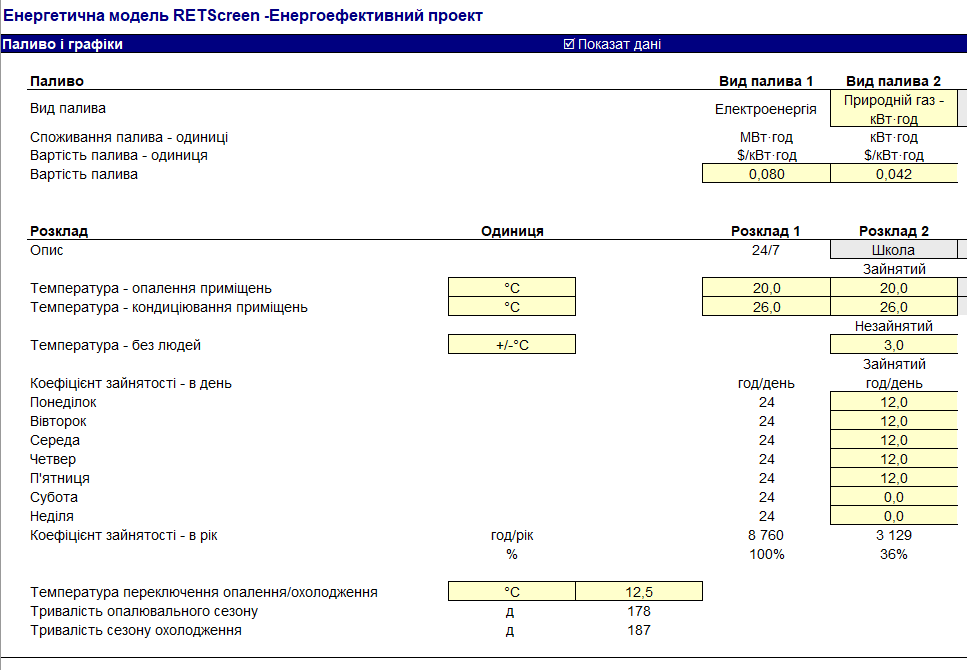 Енергетична модель RETScreen -Енергоефективний проект
Паливо і графіки Показат дані
Паливо Вид палива 1 Вид палива 2
Вид палива Електроенергія Природній газ - кВт·год
Споживання палива - одиниці МВт·год кВт·год
Вартість палива - одиниця $/кВт·год $/кВт·год
Вартість палива 0,080 0,042
Розклад Одиниця Розклад 1 Розклад 2
Опис 24/7 Школа
Зайнятий
Температура - опалення приміщень °C 20,0 20,0
Температура - кондиціювання приміщень °C 26,0 26,0
Незайнятий
Температура - без людей +/-°C 3,0
Зайнятий
Коефіцієнт зайнятості - в день год/день год/день
Понеділок 24 12,0
Вівторок 24 12,0
Середа 24 12,0
Четвер 24 12,0
П'ятниця 24 12,0
Субота 24 0,0
Неділя 24 0,0
Коефіцієнт зайнятості - в рік год/рік 8 760 3 129
% 100% 36%
Температура переключення опалення/охолодження °C 12,5
Тривалість опалювального сезону д 178
Тривалість сезону охолодження д 187